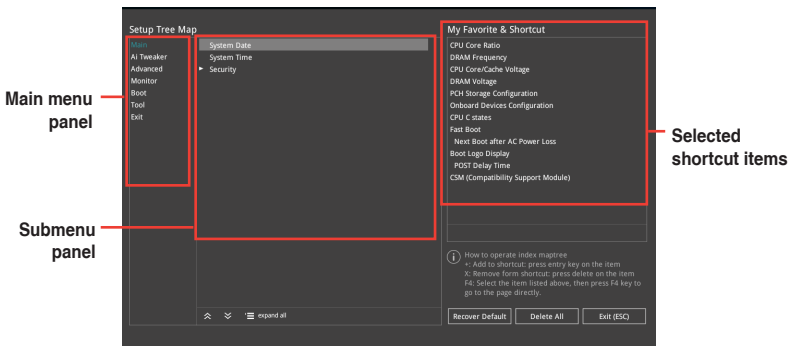 Setup Tree Map
Main
Ai Tweaker
Advanced
Monitor
Boot
Tool
Exit
System Date
System Time
Security
expand all
My Favorite & Shortcut
CPU Core Ratio
DRAM Frequency
CPU Core/Cache Voltage
DRAM Voltage
PCH Storage Configuration
Onboard Devices Configuration
CPU C states
Fast Boot
Next Boot after AC Power Loss
Boot Logo Display
POST Delay Time
CSM (Compatibility Support Module)
How to operate index maptree
+: Add to shortcut: press entry key on the item
X: Remove form shortcut: press delete on the item
F4: Select the item listed above, then press F4 key to
go to the page directly.
Recover Default
Delete All
Exit (ESC)
Main menu
panel
Submenu
panel
Selected
shortcut items